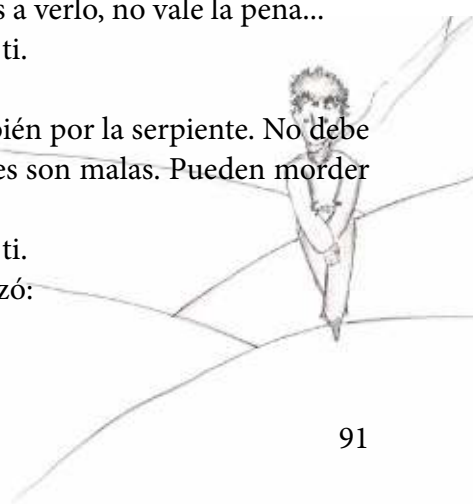 s a verlo, no vale la pena...
ti.
bién por la serpiente. No debe
es son malas. Pueden morder
ti.
zó:
91